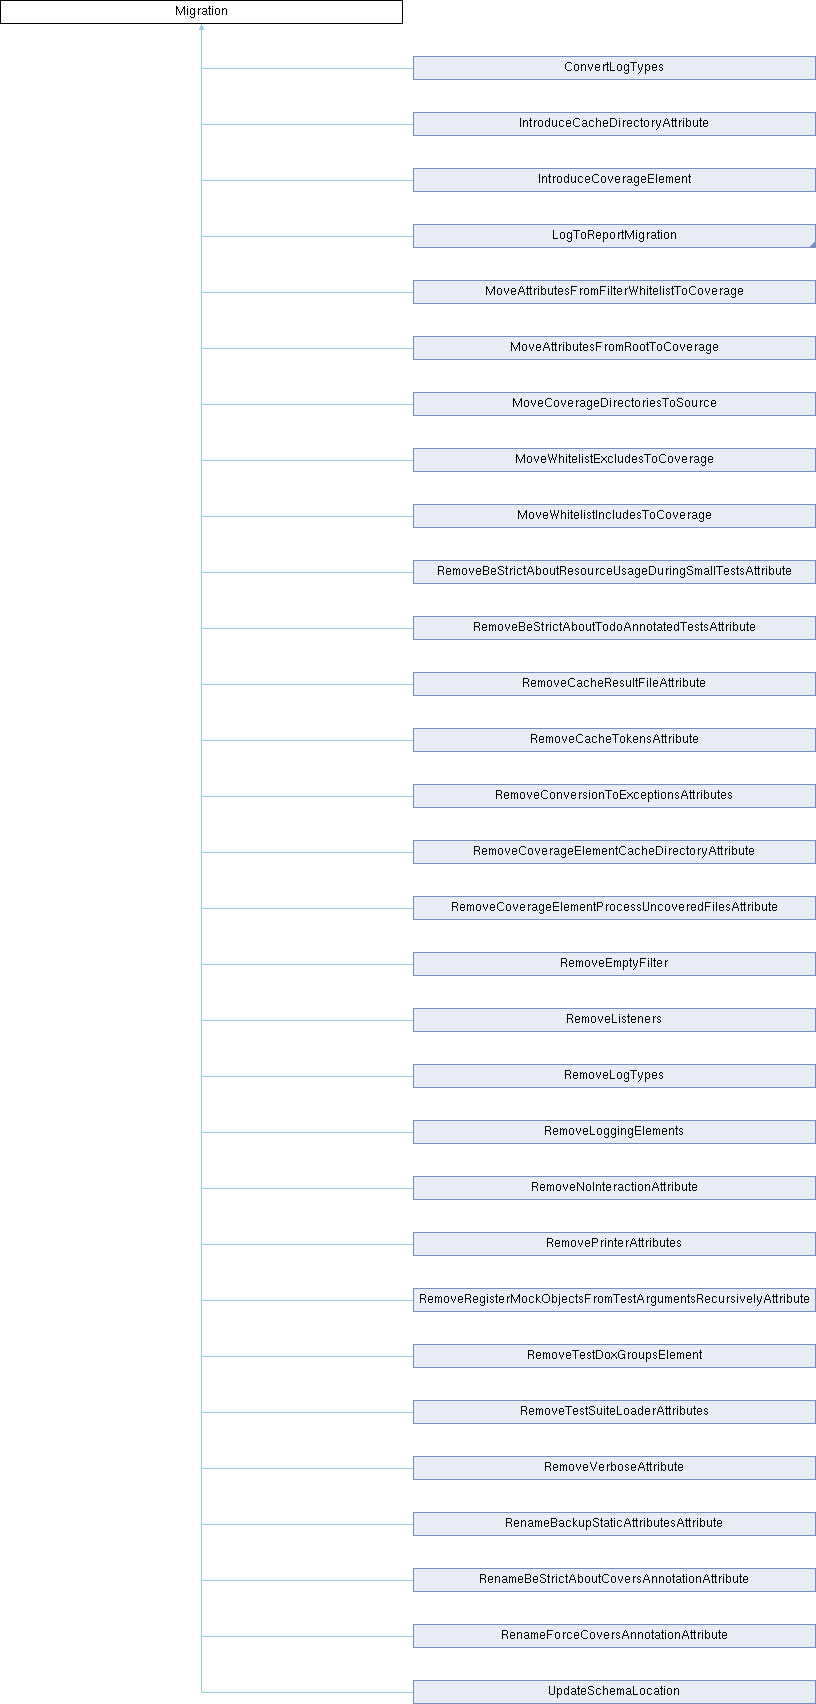 Migration
ConvertLogTypes
IntroduceCacheDirectoryAttribute
IntroduceCoverageElement
LogToReportMigration
MoveAttributesFromFilterWhitelistToCoverage
MoveAttributesFromRootToCoverage
MoveCoverageDirectoriesToSource
MoveWhitelistExcludesToCoverage
MoveWhitelistIncludesToCoverage
RemoveBeStrictAboutResourceUsageDuringSmallTestsAttribute
RemoveBeStrictAboutTodoAnnotatedTestsAttribute
RemoveCacheResultFileAttribute
RemoveCacheTokensAttribute
RemoveConversionToExceptionsAttributes
RemoveCoverageElementCacheDirectoryAttribute
RemoveCoverageElementProcessUncoveredFilesAttribute
RemoveEmptyFilter
RemoveListeners
RemoveLogTypes
RemoveLoggingElements
RemoveNoInteractionAttribute
RemovePrinterAttributes
RemoveRegisterMockObjectsFromTestArgumentsRecursivelyAttribute
RemoveTestDoxGroupsElement
RemoveTestSuiteLoaderAttributes
RemoveVerboseAttribute
RenameBackupStaticAttributesAttribute
RenameBeStrictAboutCoversAnnotationAttribute
RenameForceCoversAnnotationAttribute
UpdateSchemaLocation